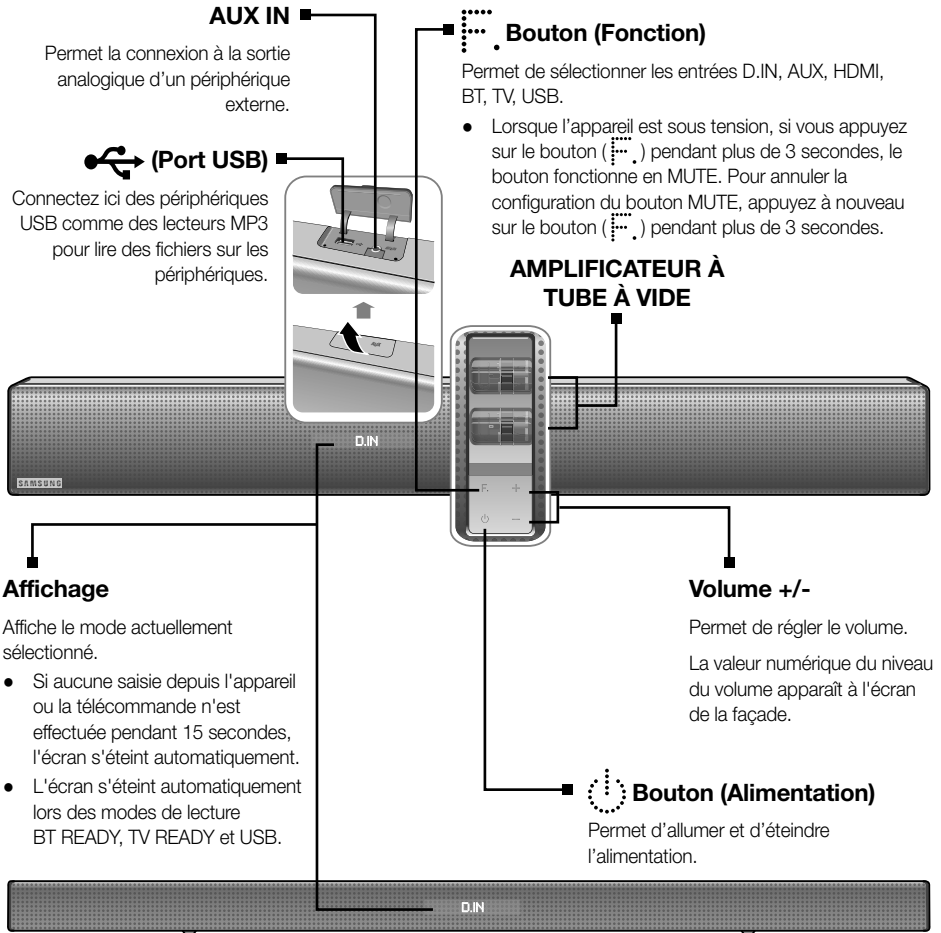 AUX IN
Permet la connexion à la sortie
analogique d'un périphérique
externe.
(Port USB)
Connectez ici des périphériques
USB comme des lecteurs MP3
pour lire des fichiers sur les
périphériques.
F. Bouton (Fonction)
Permet de sélectionner les entrées D.IN, AUX, HDMI,
BT, TV, USB.
● Lorsque l'appareil est sous tension, si vous appuyez
sur le bouton (F.) pendant plus de 3 secondes, le
bouton fonctionne en MUTE. Pour annuler la
configuration du bouton MUTE, appuyez à nouveau
sur le bouton (F.) pendant plus de 3 secondes.
AMPLIFICATEUR À
TUBE À VIDE
D.IN
SAMSUNG
F. +
−
Affichage
Affiche le mode actuellement
sélectionné.
● Si aucune saisie depuis l'appareil
ou la télécommande n'est
effectuée pendant 15 secondes,
l'écran s'éteint automatiquement.
● L'écran s'éteint automatiquement
lors des modes de lecture
BT READY, TV READY et USB.
Volume +/-
Permet de régler le volume.
La valeur numérique du niveau
du volume apparaît à l'écran
de la façade.
Bouton (Alimentation)
Permet d'allumer et d'éteindre
l'alimentation.
D.IN